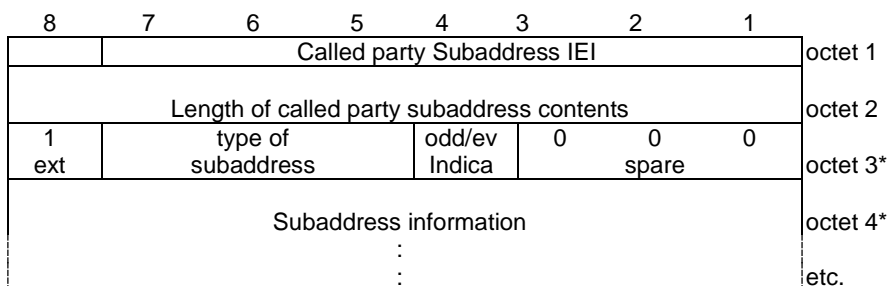 8 7 6 5 4 3 2 1
Called party Subaddress IEI octet 1
Length of called party subaddress contents octet 2
1 type of odd/ev 0 0 0
ext subaddress Indica spare octet 3*
Subaddress information octet 4*
:
: etc.